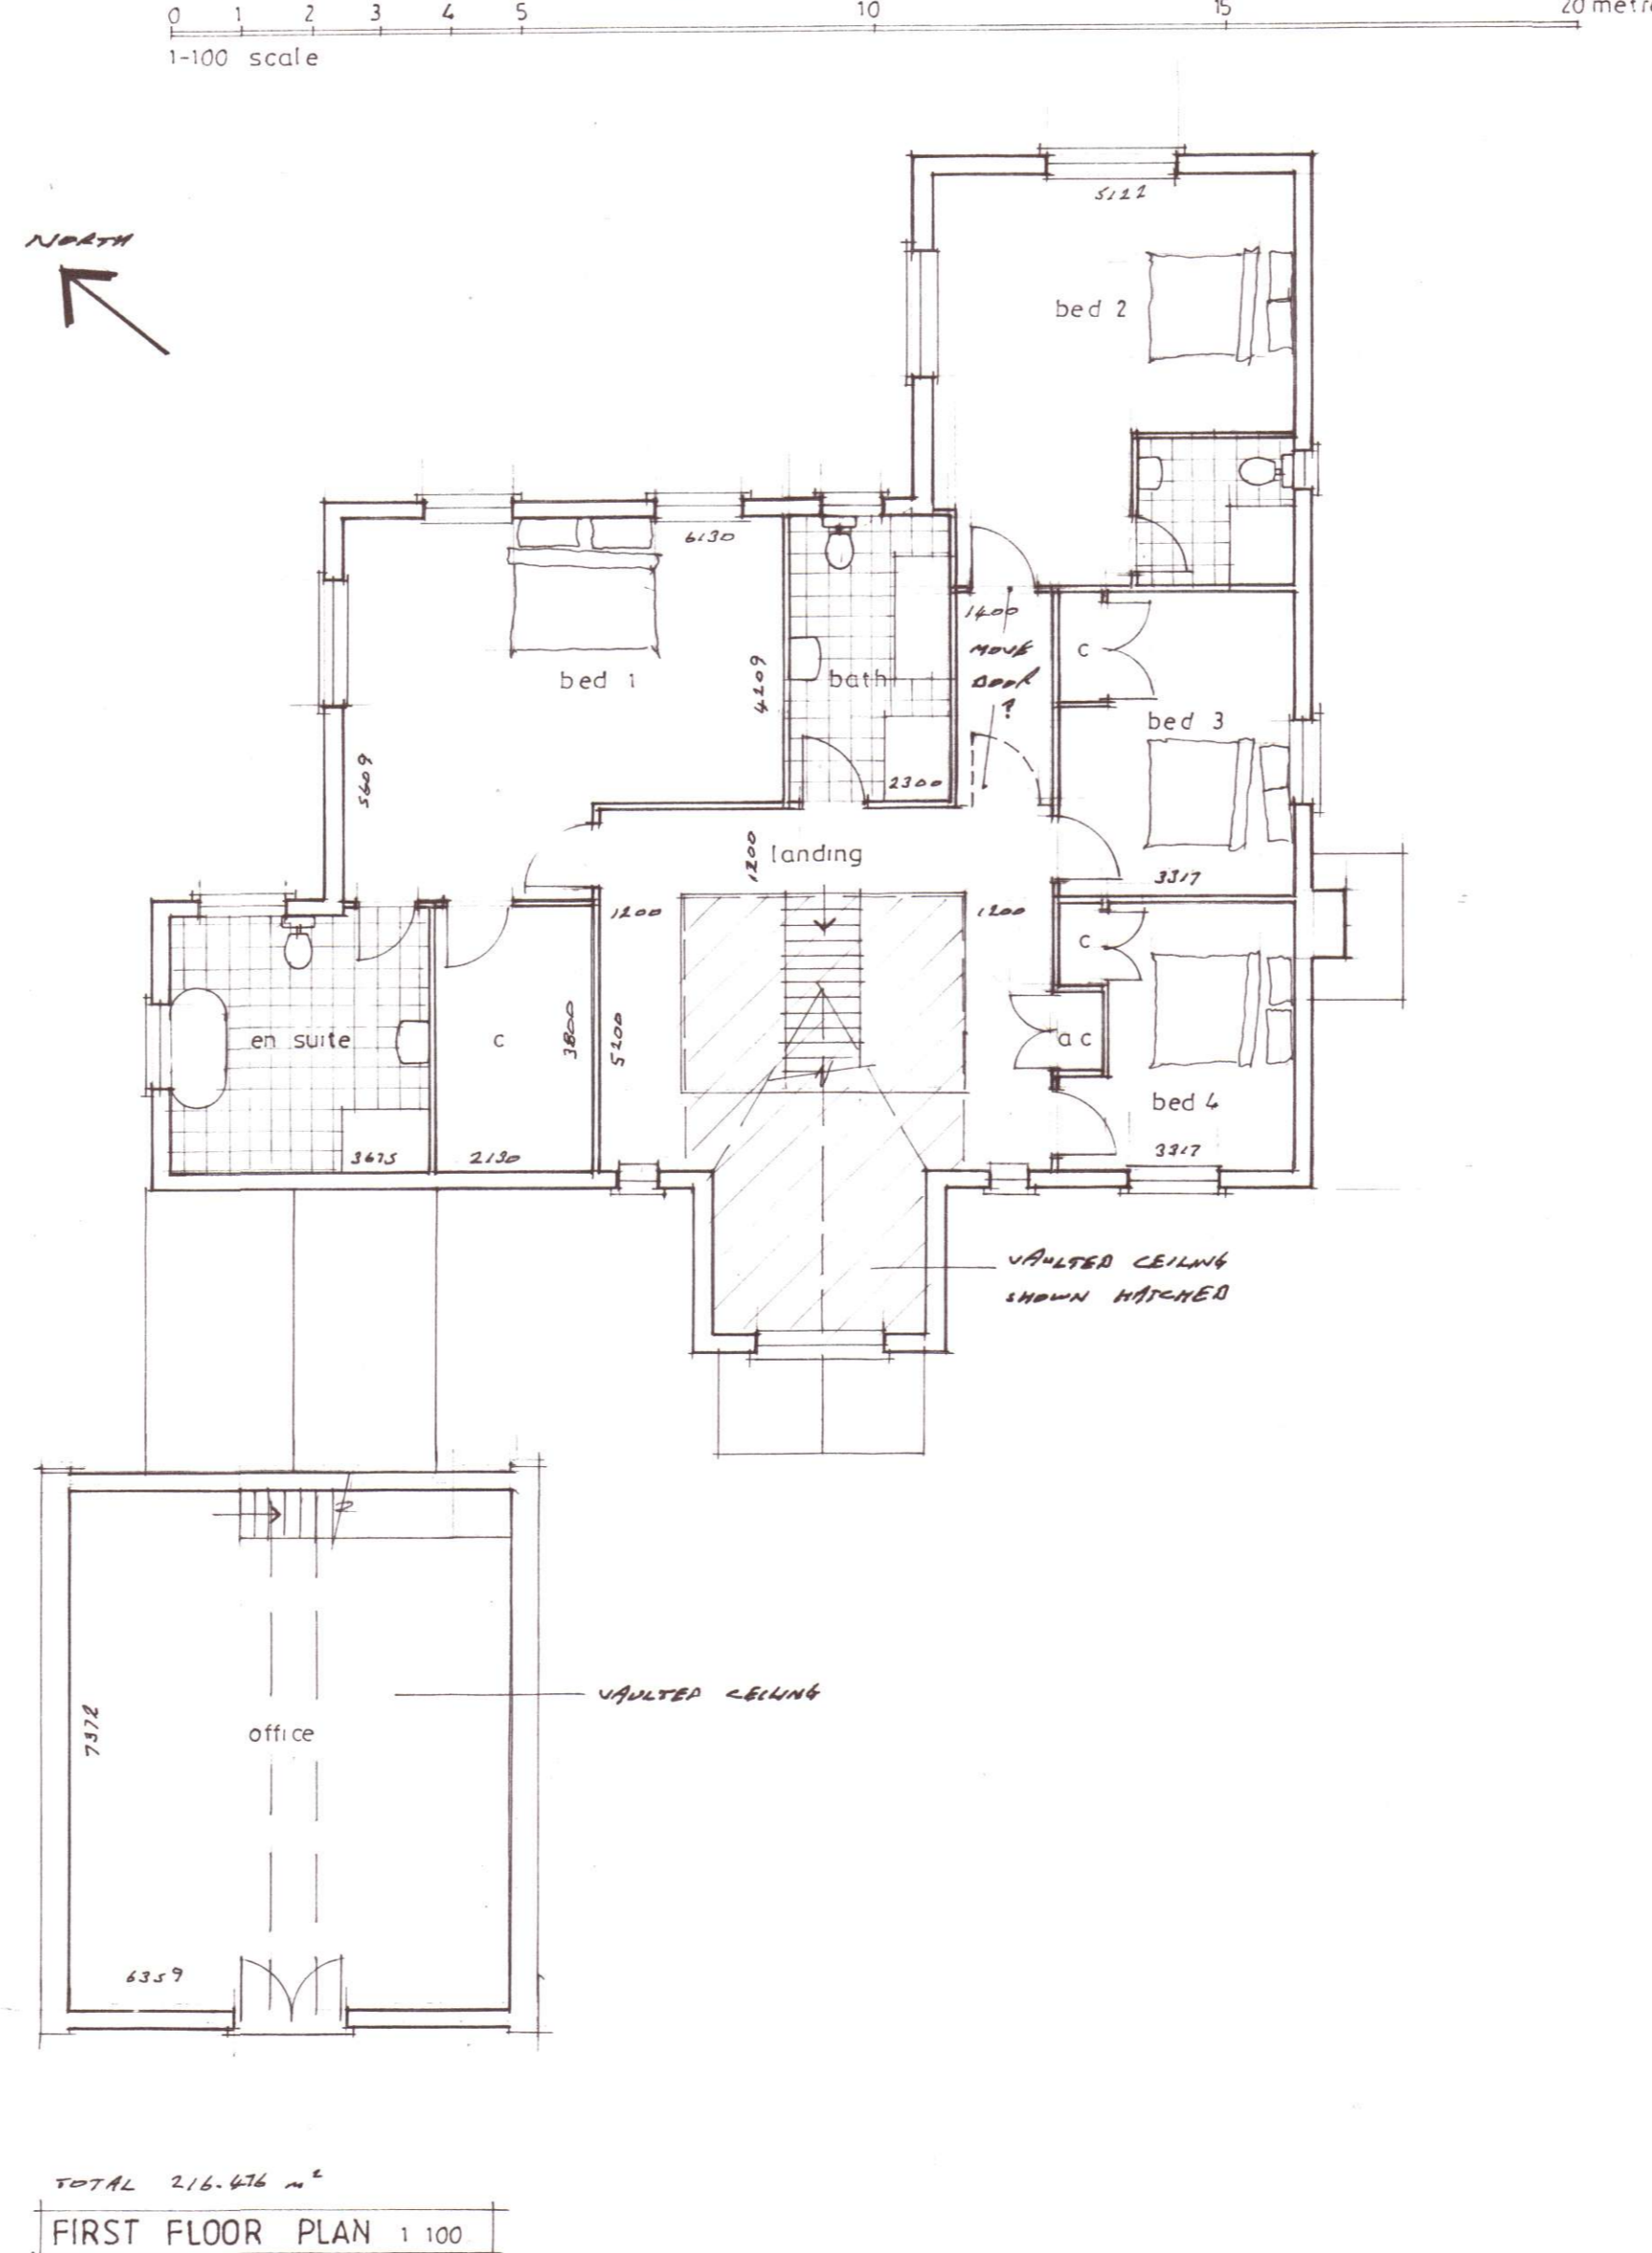 0 1 2 3 4 5 10 15 20 metr
1-100 scale
NORTH
5122
bed 2
6130
1400
MOVE
DOOR
?
c
bed 1
4209
bath
bed 3
5609
2300
1200
landing
3317
1200
1200
c
en suite
c
3800
5200
a c
bed 4
3675
2130
3317
VAULTED CEILING
SHOWN HATCHED
VAULTED CEILING
office
7372
6359
TOTAL 216.476 m²
FIRST FLOOR PLAN 1 100